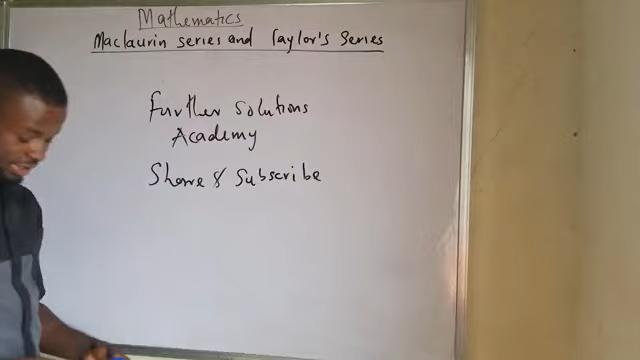 Mathematics
Maclaurin series and Taylor's Series
Further Solutions
Academy
Share & Subscribe